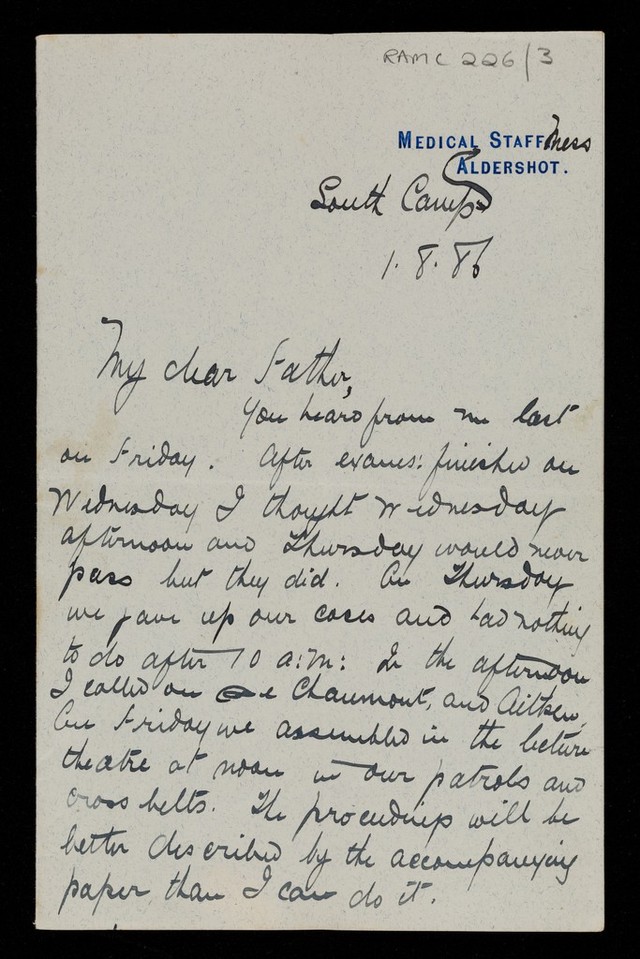 RAMC 226/3
MEDICAL STAFF Mess
ALDERSHOT.
South Camp
1. 8. 86
My dear Father,
You heard from me last
on Friday. After exams: finished on
Wednesday I thought Wednesday
afternoon and Thursday would never
pass but they did. On Thursday
we gave up our cases and had nothing
to do after 10 a:m: In the afternoon
I called on de Chaumont, and Aitken.
On Friday we assembled in the lecture
theatre at noon in our patrols and
cross belts. The proceedings will be
better described by the accompanying
paper than I can do it.